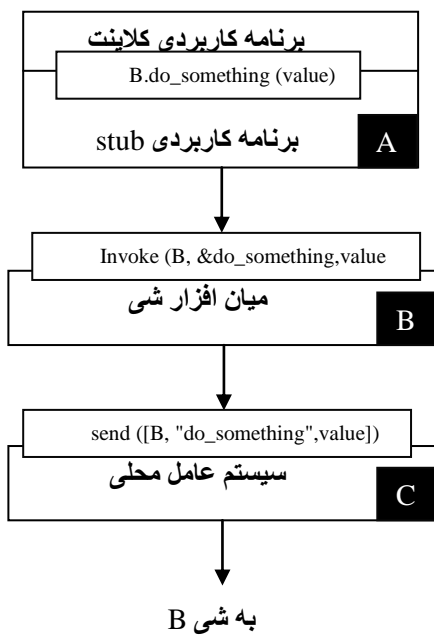 برنامه کاربردی کلاینت
B.do_something (value)
برنامه کاربردی stub
A
Invoke (B, &do_something,value
میان افزار شی
B
send ([B, "do_something",value])
سیستم عامل محلی
C
به شی B